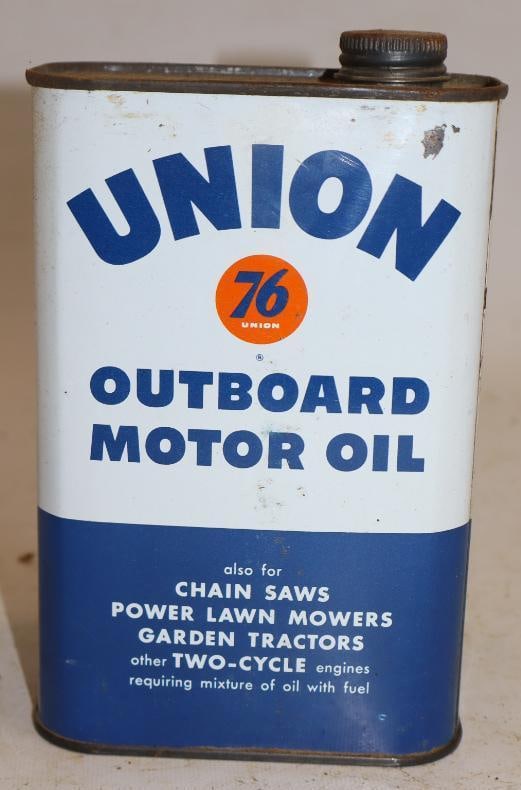 UNION
76
UNION
®
OUTBOARD
MOTOR OIL
also for
CHAIN SAWS
POWER LAWN MOWERS
GARDEN TRACTORS
other TWO-CYCLE engines
requiring mixture of oil with fuel